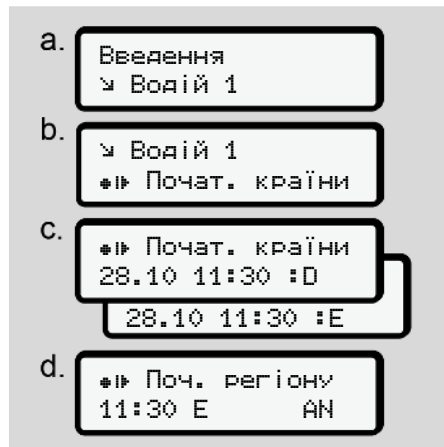 a.
Введення
↘ Водій 1
b.
↘ Водій 1
●I▶ Почат. країни
c.
●I▶ Почат. країни
28.10 11:30 :D
28.10 11:30 :E
d.
●I▶ Поч. регіону
11:30 E AN